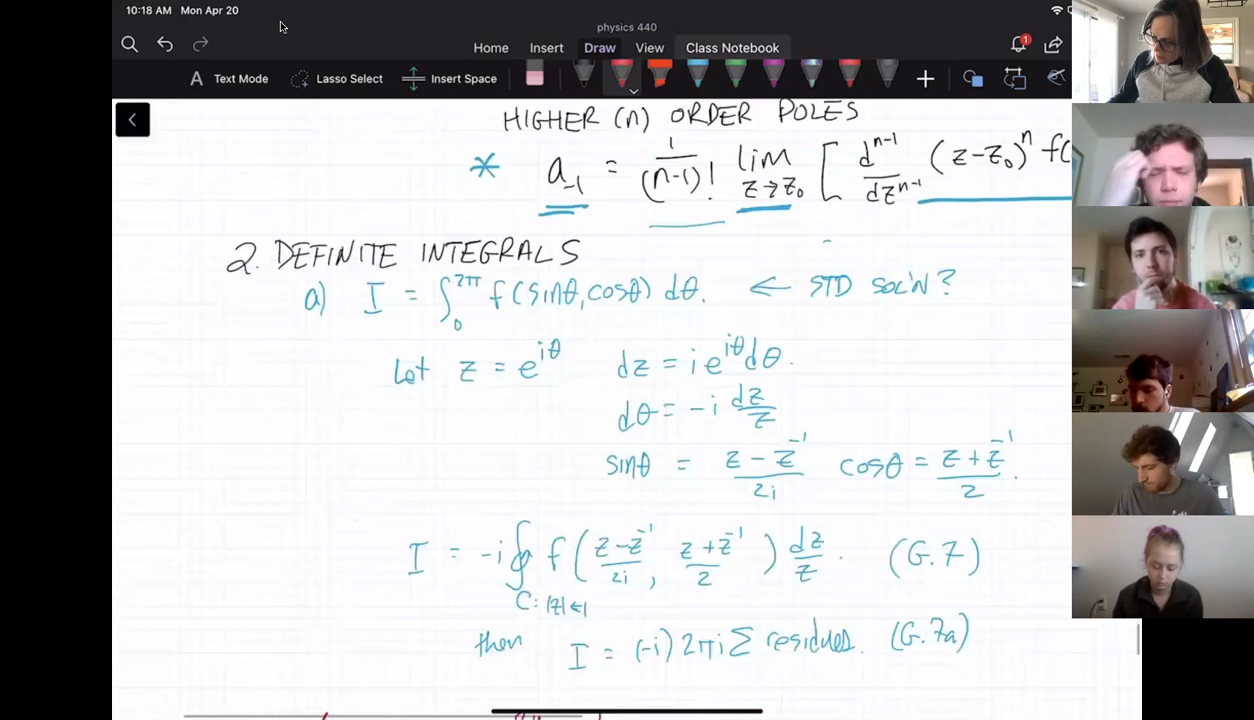 10:18 AM Mon Apr 20
physics 440
Home Insert Draw View Class Notebook
1
A Text Mode Lasso Select Insert Space
HIGHER (n) ORDER POLES
* a₋₁ = 1/(n-1)! lim z→z₀ [ dⁿ⁻¹/dzⁿ⁻¹ (z-z₀)ⁿ f(
2. DEFINITE INTEGRALS
a) I = ∫₀^2π f(sinθ, cosθ) dθ. ← STD SOL'N?
Let z = e^iθ dz = i e^iθ dθ.
dθ = -i dz/z
sinθ = (z - z⁻¹)/2i cosθ = (z + z⁻¹)/2.
I = -i ∮ f( (z-z⁻¹)/2i, (z+z⁻¹)/2 ) dz/z. (G.7)
then I = (-i) 2πi Σ residues. (G.7a)